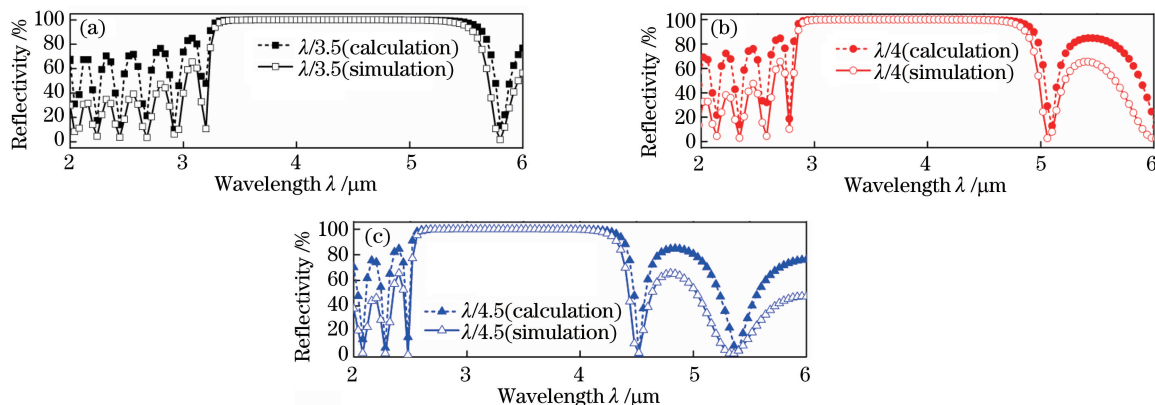 (a)
Reflectivity /%
100
80
60
40
20
0
λ/3.5(calculation)
λ/3.5(simulation)
2 3 4 5 6
Wavelength λ /μm
(b)
Reflectivity /%
100
80
60
40
20
0
λ/4(calculation)
λ/4(simulation)
2 3 4 5 6
Wavelength λ /μm
(c)
Reflectivity /%
100
80
60
40
20
0
λ/4.5(calculation)
λ/4.5(simulation)
2 3 4 5 6
Wavelength λ /μm